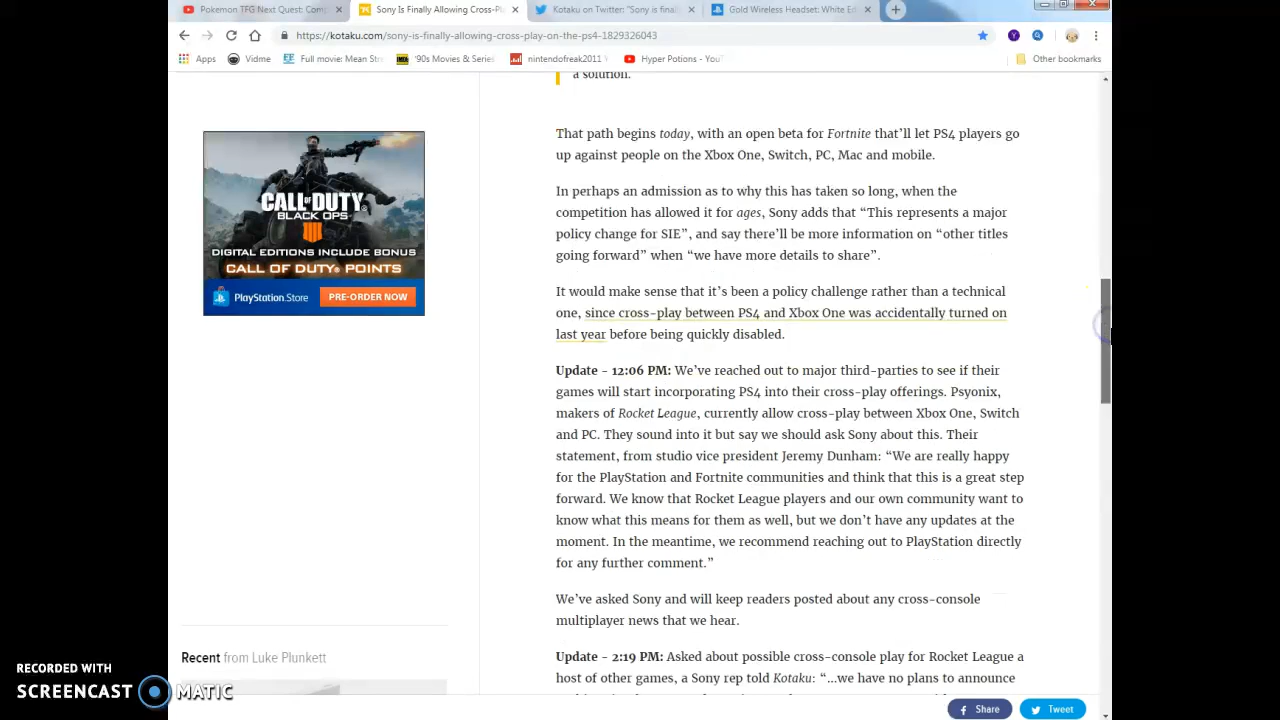 Pokemon TFG Next Quest: Com
Sony Is Finally Allowing Cross-Pl
Kotaku on Twitter: "Sony is final
Gold Wireless Headset: White Ed
https://kotaku.com/sony-is-finally-allowing-cross-play-on-the-ps4-1829326043
Apps
Vidme
Full movie: Mean Str
'90s Movies & Series
nintendofreak2011
Hyper Potions - You
Other bookmarks
a solution.
That path begins today, with an open beta for Fortnite that'll let PS4 players go
up against people on the Xbox One, Switch, PC, Mac and mobile.
In perhaps an admission as to why this has taken so long, when the
competition has allowed it for ages, Sony adds that “This represents a major
policy change for SIE”, and say there'll be more information on “other titles
going forward” when “we have more details to share”.
It would make sense that it's been a policy challenge rather than a technical
one, since cross-play between PS4 and Xbox One was accidentally turned on
last year before being quickly disabled.
Update - 12:06 PM: We've reached out to major third-parties to see if their
games will start incorporating PS4 into their cross-play offerings. Psyonix,
makers of Rocket League, currently allow cross-play between Xbox One, Switch
and PC. They sound into it but say we should ask Sony about this. Their
statement, from studio vice president Jeremy Dunham: “We are really happy
for the PlayStation and Fortnite communities and think that this is a great step
forward. We know that Rocket League players and our own community want to
know what this means for them as well, but we don't have any updates at the
moment. In the meantime, we recommend reaching out to PlayStation directly
for any further comment.”
We've asked Sony and will keep readers posted about any cross-console
multiplayer news that we hear.
Update - 2:19 PM: Asked about possible cross-console play for Rocket League a
host of other games, a Sony rep told Kotaku: “...we have no plans to announce
CALL OF DUTY
BLACK OPS
IIII
DIGITAL EDITIONS INCLUDE BONUS
CALL OF DUTY® POINTS
PlayStation.Store
PRE-ORDER NOW
Recent from Luke Plunkett
Share
Tweet
RECORDED WITH
SCREENCAST MATIC